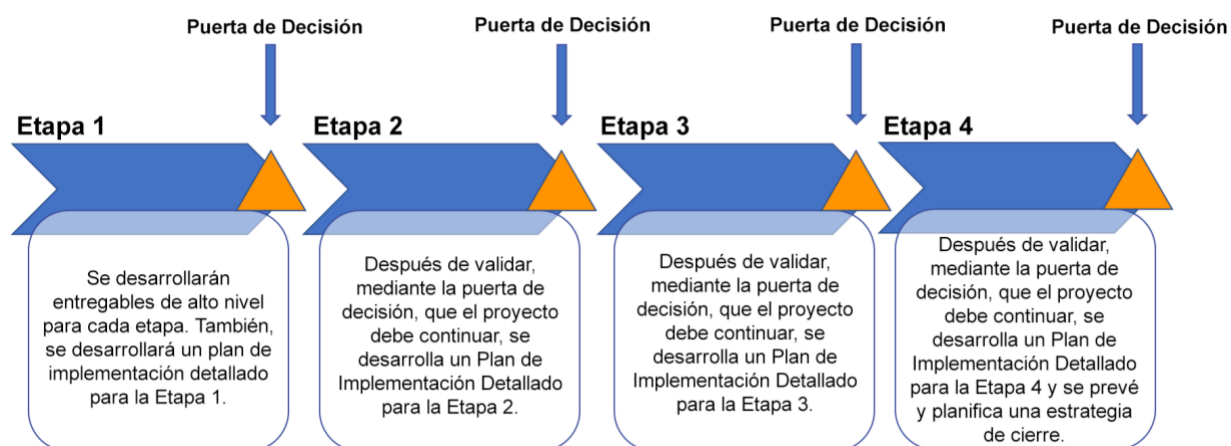 Puerta de Decisión
Puerta de Decisión
Puerta de Decisión
Puerta de Decisión
Etapa 1
Etapa 2
Etapa 3
Etapa 4
Se desarrollarán
entregables de alto nivel
para cada etapa. También,
se desarrollará un plan de
implementación detallado
para la Etapa 1.
Después de validar,
mediante la puerta de
decisión, que el proyecto
debe continuar, se
desarrolla un Plan de
Implementación Detallado
para la Etapa 2.
Después de validar,
mediante la puerta de
decisión, que el proyecto
debe continuar, se
desarrolla un Plan de
Implementación Detallado
para la Etapa 3.
Después de validar,
mediante la puerta de
decisión, que el proyecto
debe continuar, se
desarrolla un Plan de
Implementación Detallado
para la Etapa 4 y se prevé
y planifica una estrategia
de cierre.